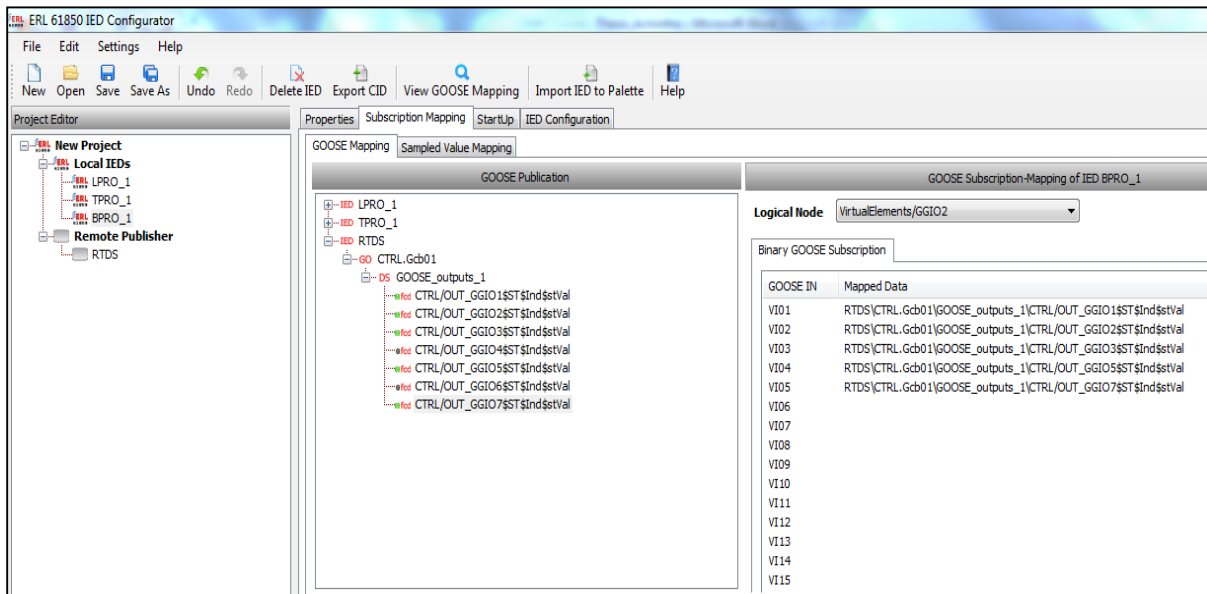 ERL 61850 IED Configurator
File Edit Settings Help
New Open Save Save As Undo Redo Delete IED Export CID View GOOSE Mapping Import IED to Palette Help
Project Editor
New Project
Local IEDs
LPRO_1
TPRO_1
BPRO_1
Remote Publisher
RTDS
Properties Subscription Mapping StartUp IED Configuration
GOOSE Mapping Sampled Value Mapping
GOOSE Publication
IED LPRO_1
IED TPRO_1
IED RTDS
GO CTRL.Gcb01
DS GOOSE_outputs_1
fcd CTRL/OUT_GGIO1$ST$Ind$stVal
fcd CTRL/OUT_GGIO2$ST$Ind$stVal
fcd CTRL/OUT_GGIO3$ST$Ind$stVal
fcd CTRL/OUT_GGIO4$ST$Ind$stVal
fcd CTRL/OUT_GGIO5$ST$Ind$stVal
fcd CTRL/OUT_GGIO6$ST$Ind$stVal
fcd CTRL/OUT_GGIO7$ST$Ind$stVal
GOOSE Subscription-Mapping of IED BPRO_1
Logical Node VirtualElements/GGIO2
Binary GOOSE Subscription
GOOSE IN Mapped Data
VI01 RTDS\CTRL.Gcb01\GOOSE_outputs_1\CTRL/OUT_GGIO1$ST$Ind$stVal
VI02 RTDS\CTRL.Gcb01\GOOSE_outputs_1\CTRL/OUT_GGIO2$ST$Ind$stVal
VI03 RTDS\CTRL.Gcb01\GOOSE_outputs_1\CTRL/OUT_GGIO3$ST$Ind$stVal
VI04 RTDS\CTRL.Gcb01\GOOSE_outputs_1\CTRL/OUT_GGIO5$ST$Ind$stVal
VI05 RTDS\CTRL.Gcb01\GOOSE_outputs_1\CTRL/OUT_GGIO7$ST$Ind$stVal
VI06
VI07
VI08
VI09
VI10
VI11
VI12
VI13
VI14
VI15